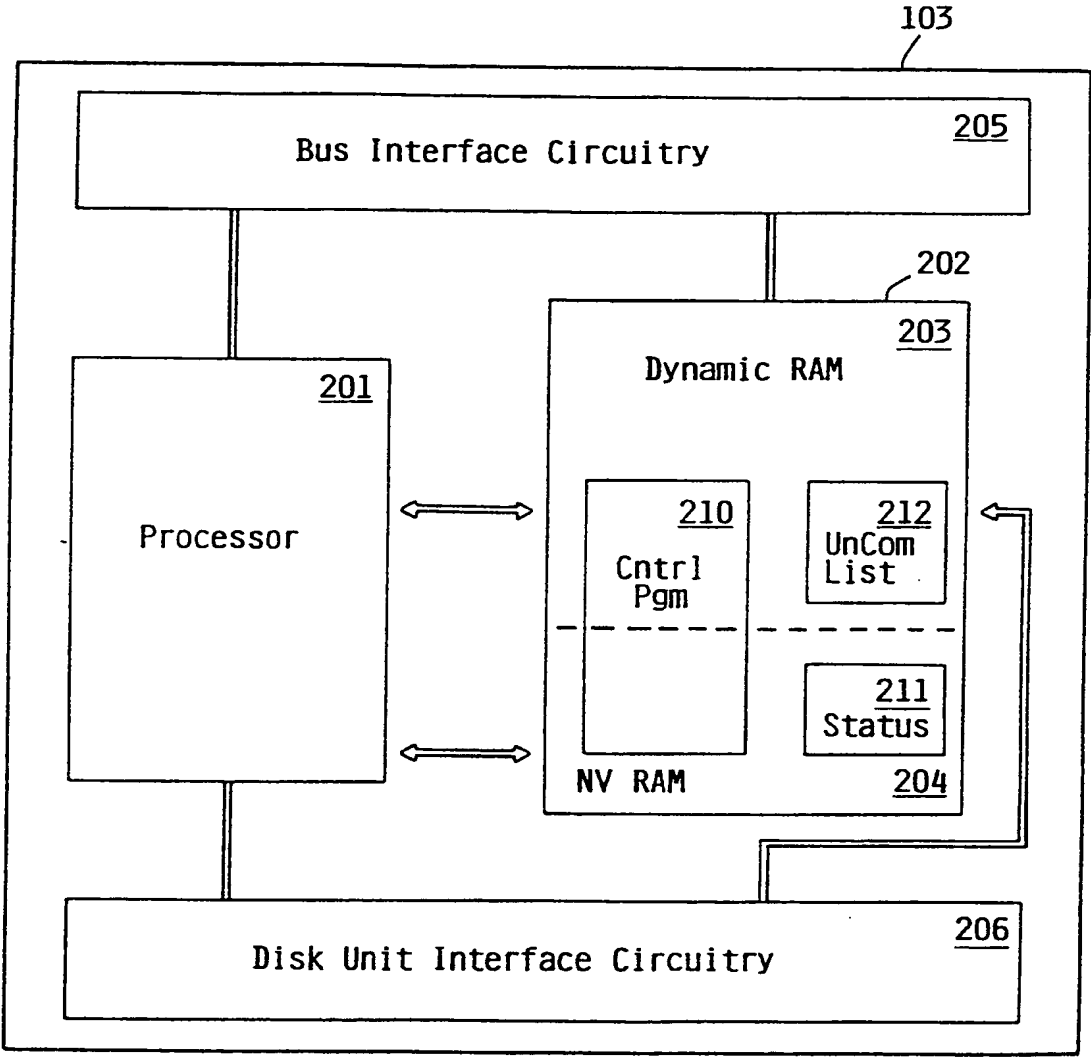 103
205
Bus Interface Circuitry
202
203
Dynamic RAM
201
Processor
210
Cntrl
Pgm
212
UnCom
List
211
Status
NV RAM
204
206
Disk Unit Interface Circuitry